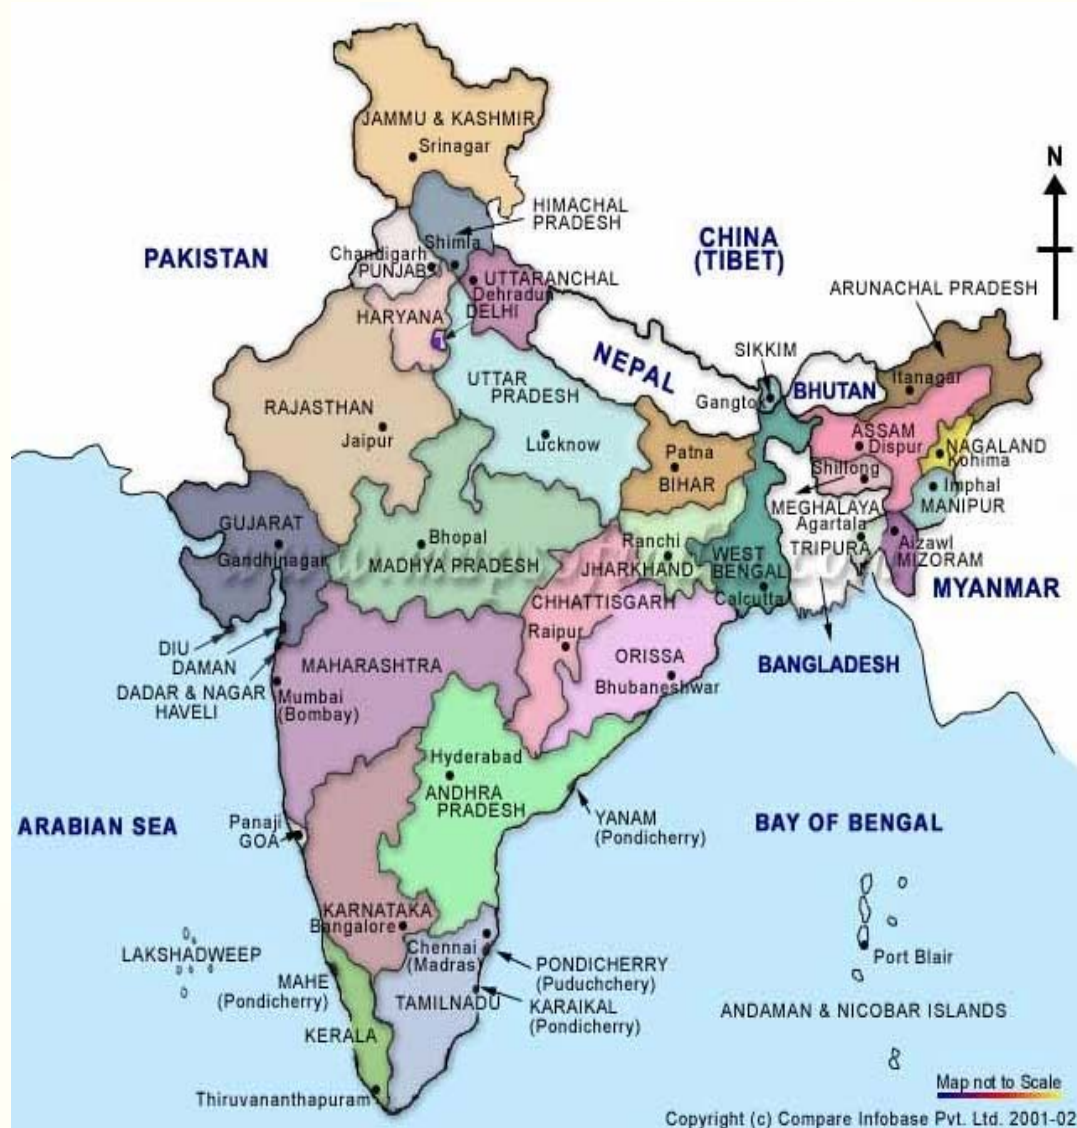 JAMMU & KASHMIR
Srinagar
N
HIMACHAL
PRADESH
CHINA
(TIBET)
PAKISTAN
Chandigarh
Shimla
PUNJAB
UTTARANCHAL
Dehradun
ARUNACHAL PRADESH
HARYANA
DELHI
SIKKIM
NEPAL
UTTAR
PRADESH
Gangtok
BHUTAN
Itanagar
RAJASTHAN
Jaipur
Lucknow
Patna
BIHAR
ASSAM
Dispur
NAGALAND
Kohima
Shillong
Imphal
MANIPUR
MEGHALAYA
Agartala
TRIPURA
Aizawl
MIZORAM
GUJARAT
Gandhinagar
Bhopal
MADHYA PRADESH
Ranchi
JHARKHAND
WEST
BENGAL
Calcutta
CHHATTISGARH
Raipur
MYANMAR
DIU
DAMAN
DADAR & NAGAR
HAVELI
MAHARASHTRA
Mumbai
(Bombay)
ORISSA
Bhubaneshwar
BANGLADESH
Hyderabad
ANDHRA
PRADESH
YANAM
(Pondicherry)
ARABIAN SEA
Panaji
GOA
BAY OF BENGAL
KARNATAKA
Bangalore
LAKSHADWEEP
Chennai
(Madras)
PONDICHERRY
(Puduchchery)
Port Blair
MAHE
(Pondicherry)
TAMILNADU
KARAIKAL
(Pondicherry)
ANDAMAN & NICOBAR ISLANDS
KERALA
Thiruvananthapuram
Map not to Scale
Copyright (c) Compare Infobase Pvt. Ltd. 2001-02